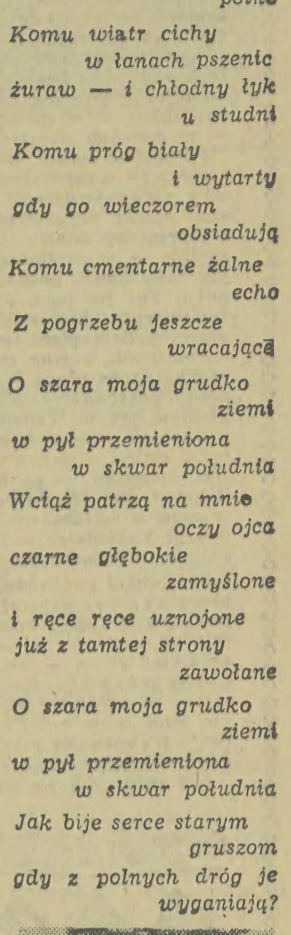 polne
Komu wiatr cichy
w łanach pszenic
żuraw — i chłodny łyk
u studni
Komu próg biały
i wytarty
gdy go wieczorem
obsiadują
Komu cmentarne żalne
echo
Z pogrzebu jeszcze
wracającą
O szara moja grudko
ziemi
w pył przemieniona
w skwar południa
Wciąż patrzą na mnie
oczy ojca
czarne głębokie
zamyślone
i ręce ręce uznojone
już z tamtej strony
zawołane
O szara moja grudko
ziemi
w pył przemieniona
w skwar południa
Jak bije serce starym
gruszom
gdy z polnych dróg je
wyganiają?